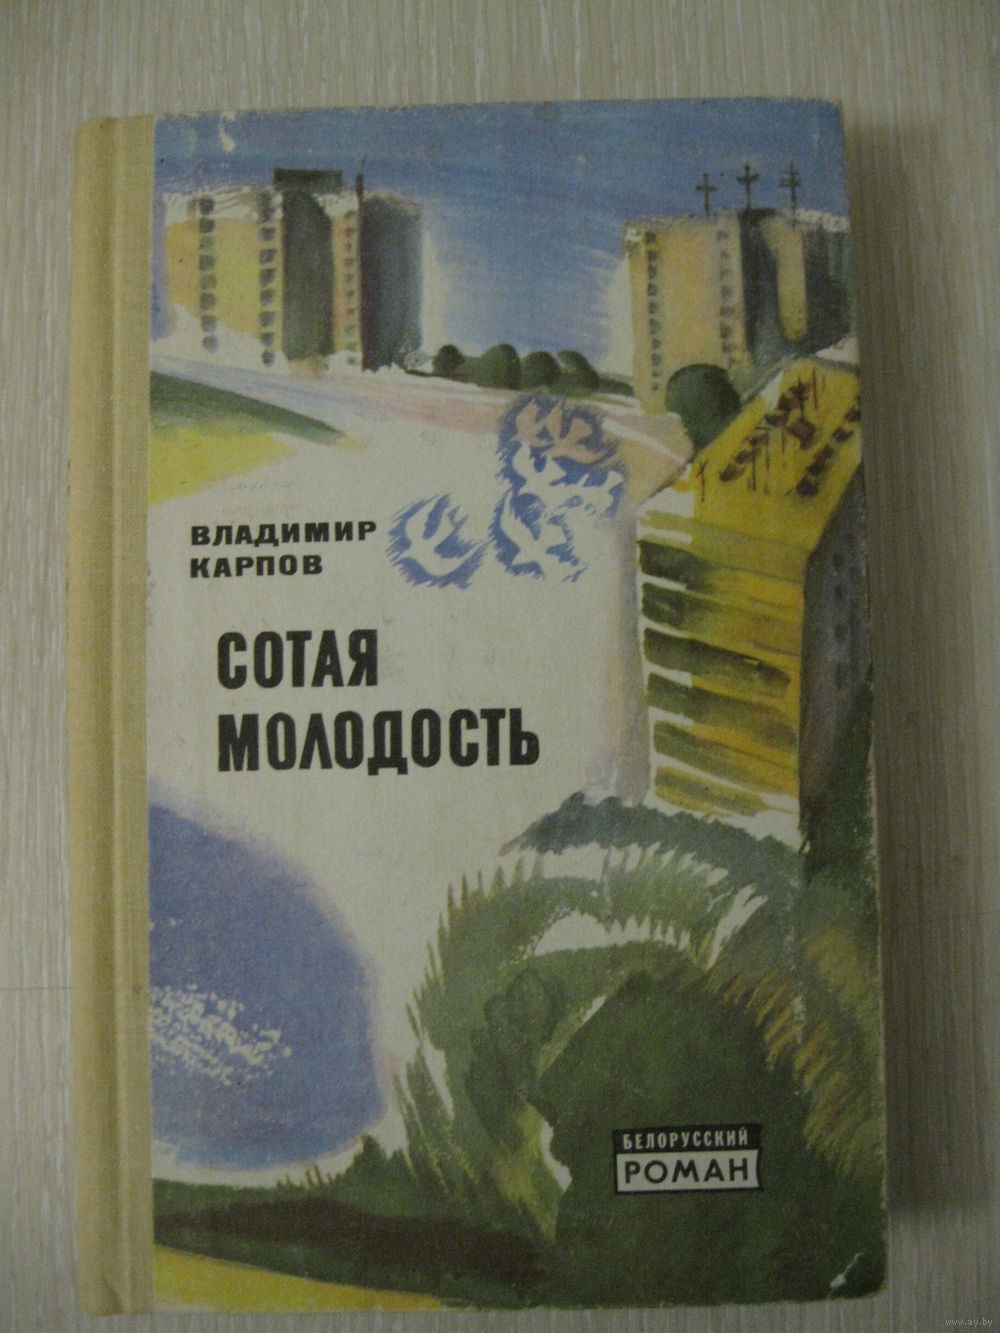 ВЛАДИМИР
КАРПОВ
СОТАЯ
МОЛОДОСТЬ
БЕЛОРУССКИЙ
РОМАН
www.ay.by